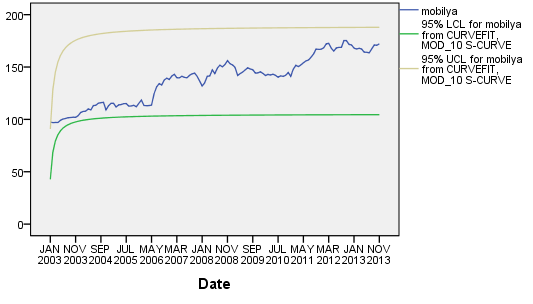 200
150
100
50
0
JAN 2003
NOV 2003
SEP 2004
JUL 2005
MAY 2006
MAR 2007
JAN 2008
NOV 2008
SEP 2009
JUL 2010
MAY 2011
MAR 2012
JAN 2013
NOV 2013
Date
mobilya
95% LCL for mobilya
from CURVEFIT,
MOD_10 S-CURVE
95% UCL for mobilya
from CURVEFIT,
MOD_10 S-CURVE